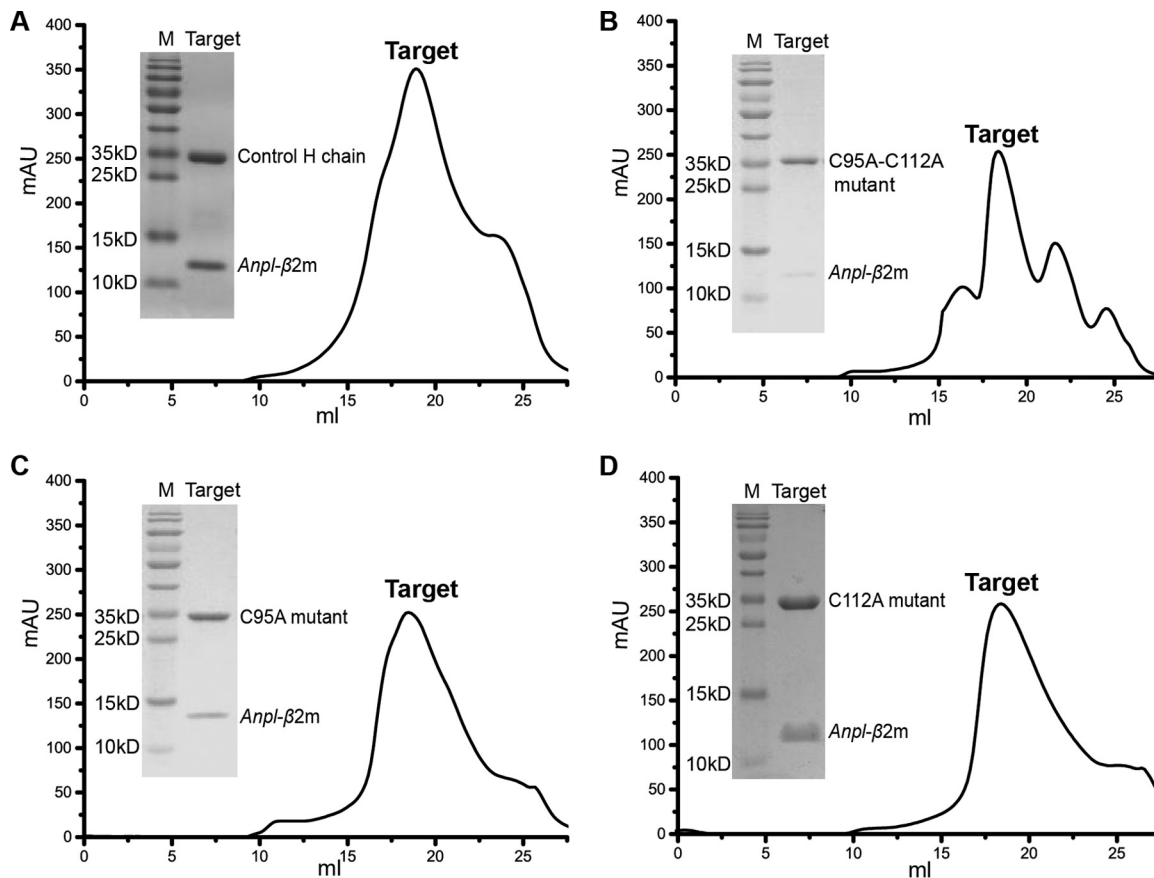 A
400
350
300
250
200
150
100
50
0
mAU
M Target
35kD
25kD
15kD
10kD
Control H chain
Anpl-β2m
Target
0 5 10 15 20 25
ml
B
400
350
300
250
200
150
100
50
0
mAU
M Target
35kD
25kD
15kD
10kD
C95A-C112A
mutant
Anpl-β2m
Target
0 5 10 15 20 25
ml
C
400
350
300
250
200
150
100
50
0
mAU
M Target
35kD
25kD
15kD
10kD
C95A mutant
Anpl-β2m
Target
0 5 10 15 20 25
ml
D
400
350
300
250
200
150
100
50
0
mAU
M Target
35kD
25kD
15kD
10kD
C112A mutant
Anpl-β2m
Target
0 5 10 15 20 25
ml